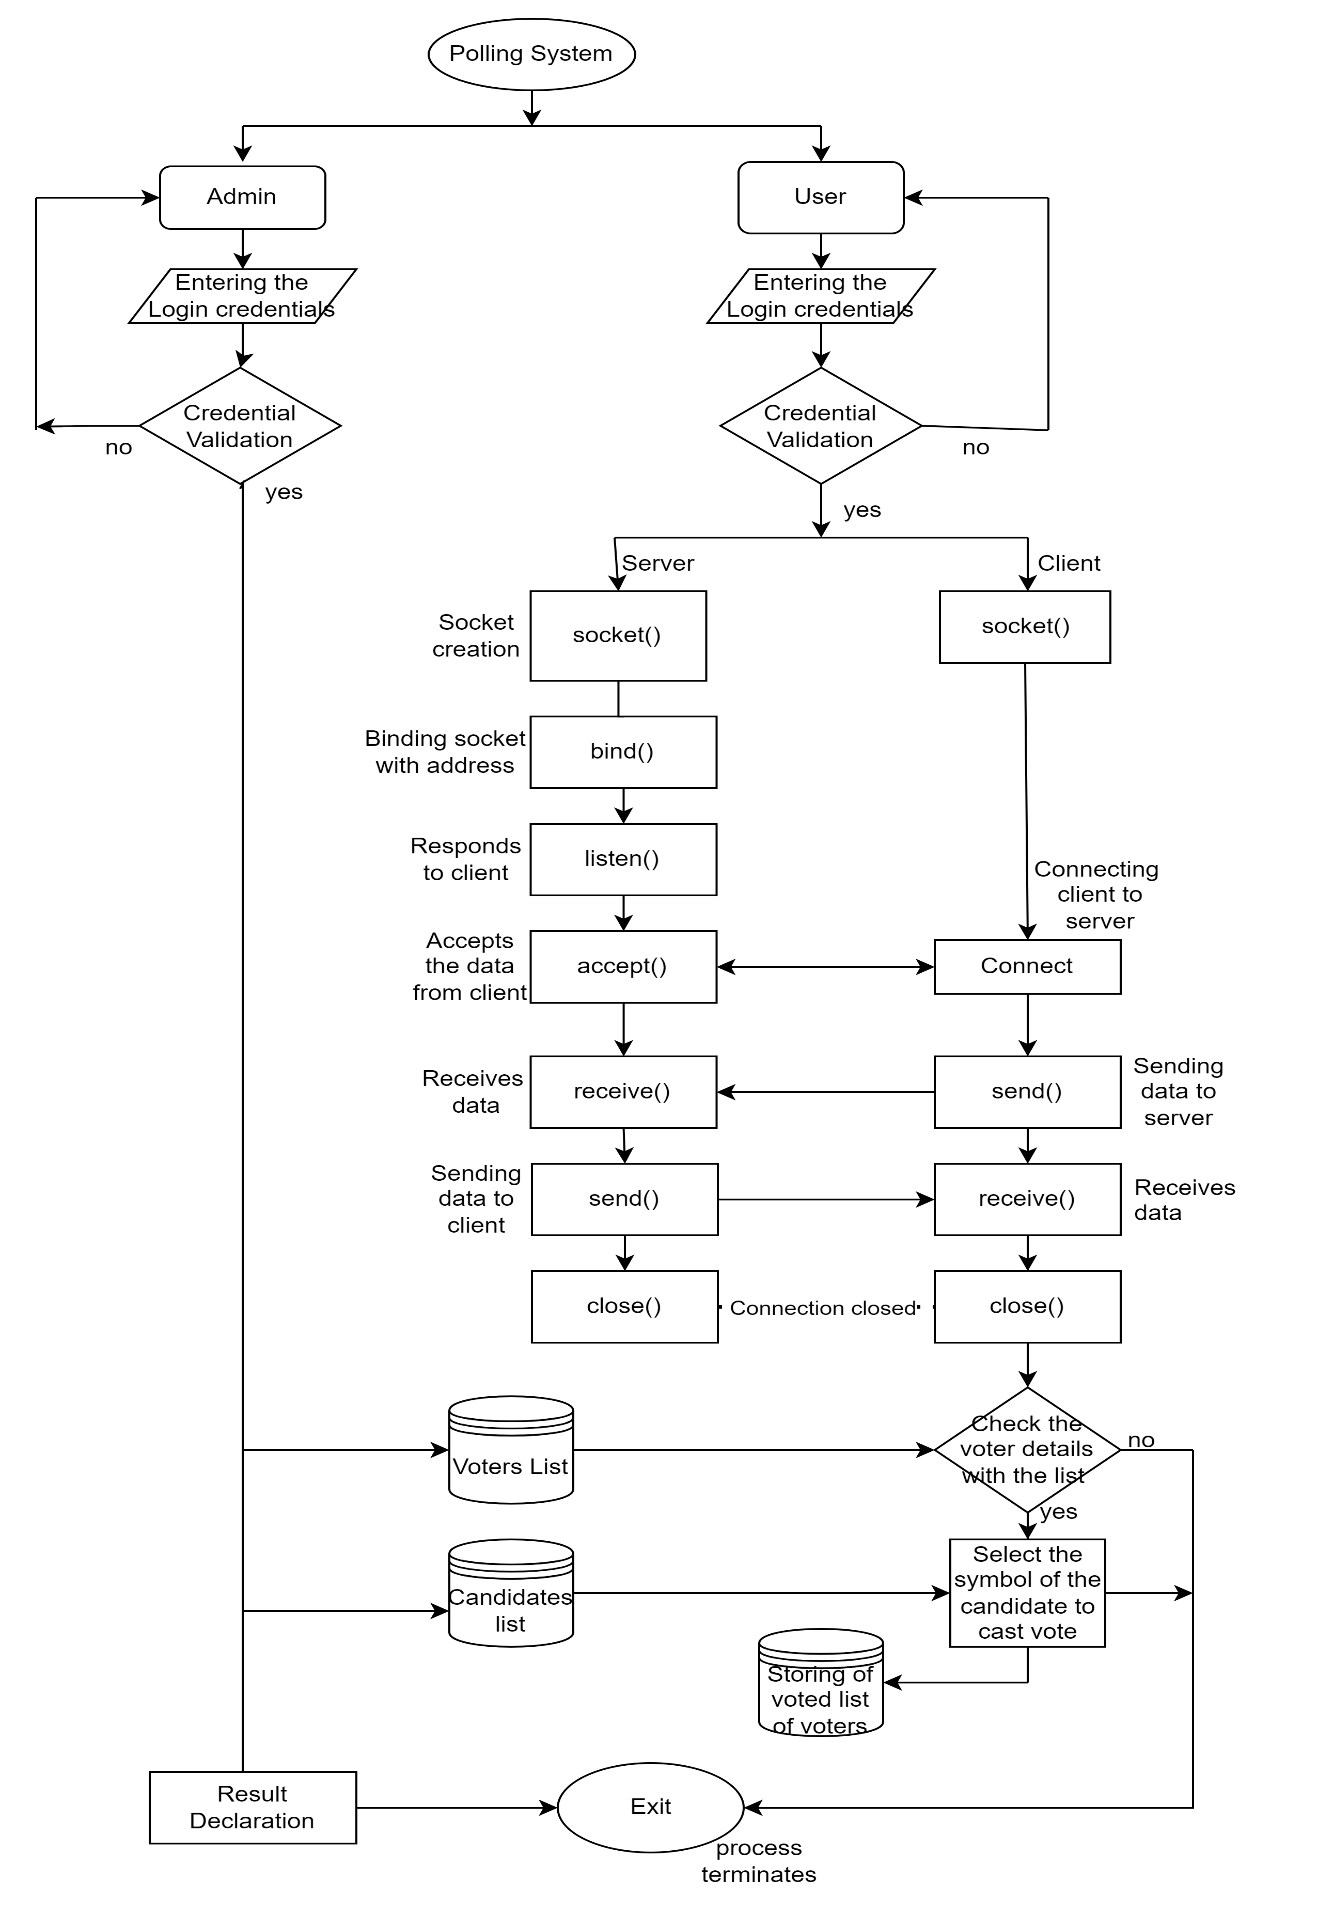 Polling System
Admin
User
Entering the
Login credentials
Entering the
Login credentials
Credential
Validation
no
yes
Credential
Validation
no
yes
Server
Client
Socket
creation
socket()
socket()
Binding socket
with address
bind()
Responds
to client
listen()
Connecting
client to
server
Accepts
the data
from client
accept()
Connect
Receives
data
receive()
send()
Sending
data to
server
Sending
data to
client
send()
receive()
Receives
data
close()
Connection closed
close()
Voters List
Check the
voter details
with the list
no
yes
Candidates
list
Select the
symbol of the
candidate to
cast vote
Storing of
voted list
of voters
Result
Declaration
Exit
process
terminates